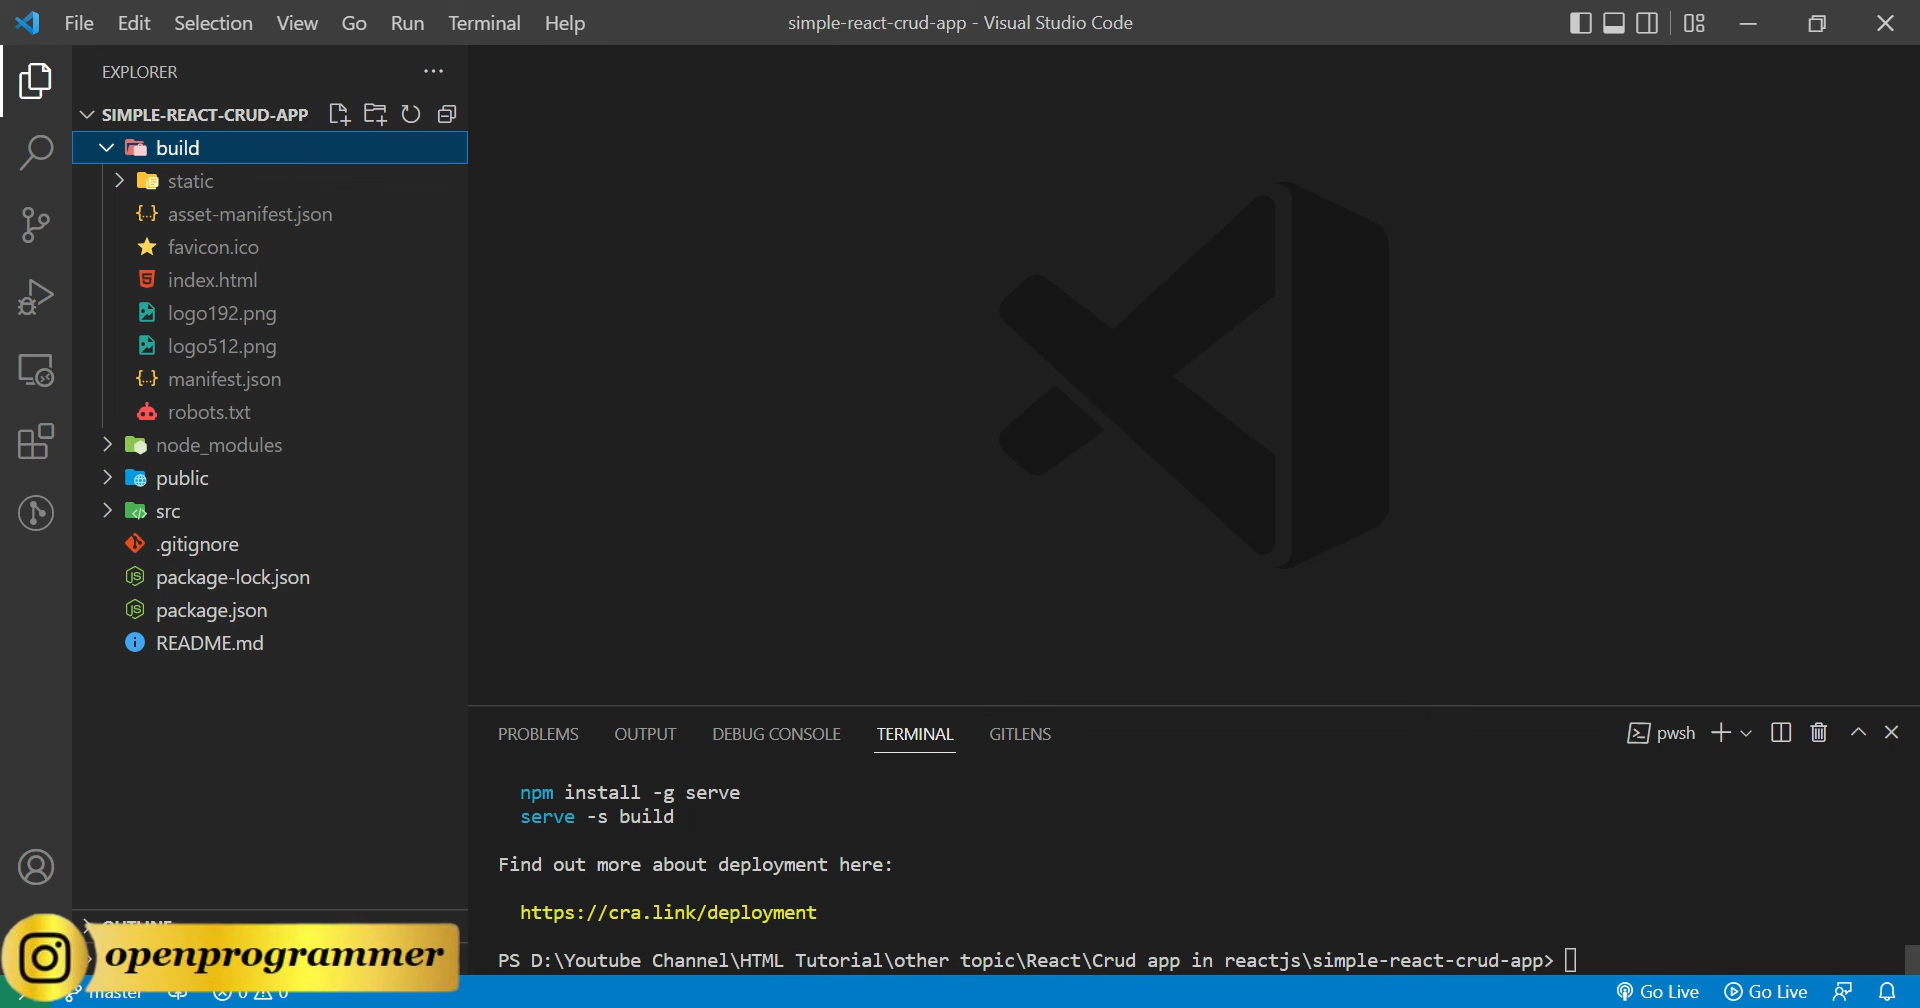 File Edit Selection View Go Run Terminal Help
simple-react-crud-app - Visual Studio Code
EXPLORER
SIMPLE-REACT-CRUD-APP
build
static
asset-manifest.json
favicon.ico
index.html
logo192.png
logo512.png
manifest.json
robots.txt
node_modules
public
src
.gitignore
package-lock.json
package.json
README.md
OUTLINE
PROBLEMS OUTPUT DEBUG CONSOLE TERMINAL GITLENS
pwsh
npm install -g serve
serve -s build
Find out more about deployment here:
https://cra.link/deployment
PS D:\Youtube Channel\HTML Tutorial\other topic\React\Crud app in reactjs\simple-react-crud-app>
openprogrammer
master 0 0
Go Live Go Live